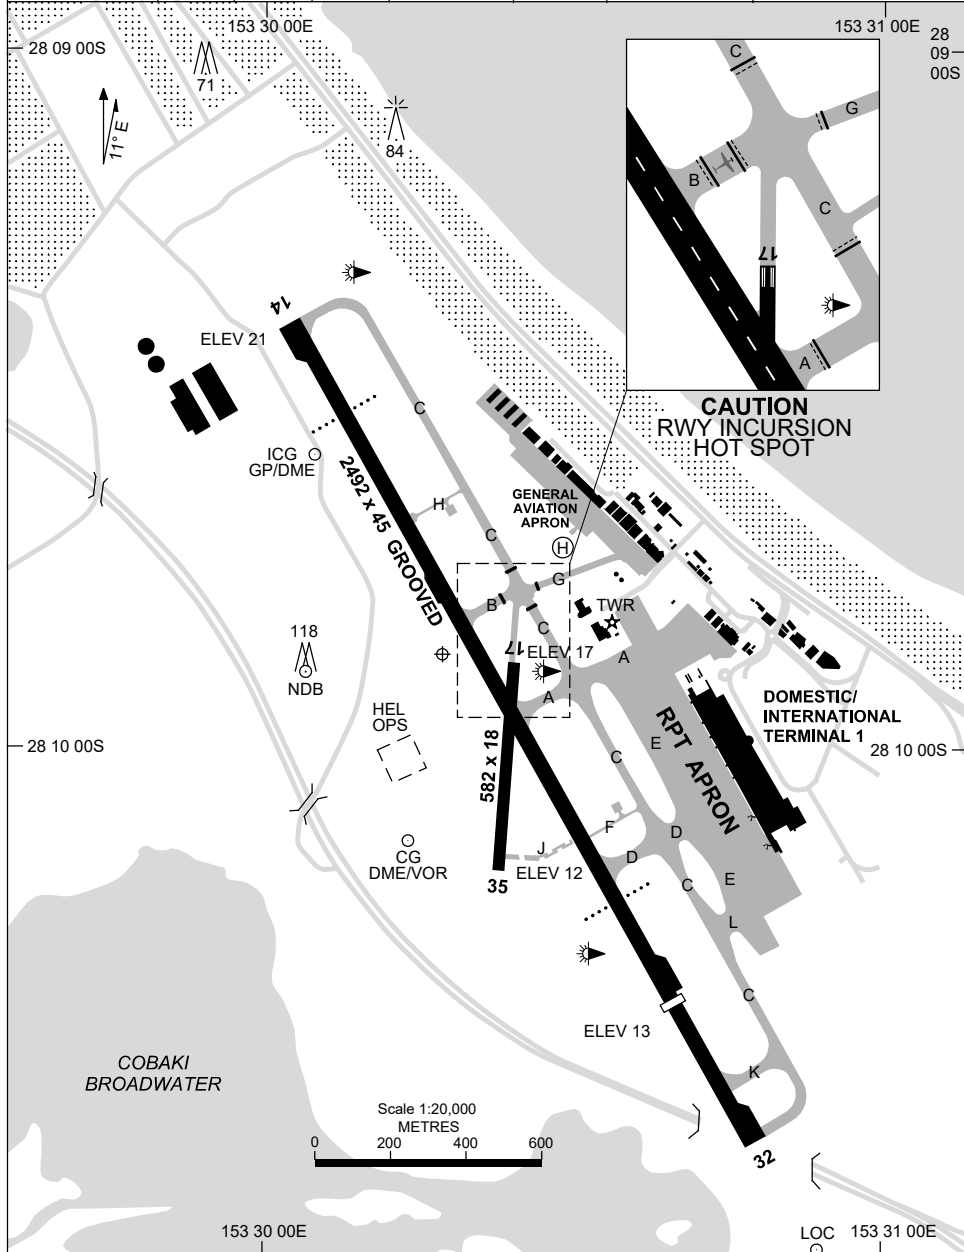 153 30 00E
153 31 00E
28 09 00S
28
09
00S
71
84
11° E
C
G
B
C
17
A
CAUTION
RWY INCURSION
HOT SPOT
14
ELEV 21
C
ICG
GP/DME
2492 x 45 GROOVED
H
GENERAL
AVIATION
APRON
C
H
G
B
TWR
C
118
17
ELEV 17
A
NDB
A
DOMESTIC/
INTERNATIONAL
TERMINAL 1
HEL
OPS
RPT APRON
E
28 10 00S
28 10 00S
C
582 x 18
F
D
J
CG
DME/VOR
D
35
ELEV 12
C
E
L
C
ELEV 13
COBAKI
BROADWATER
K
Scale 1:20,000
METRES
0 200 400 600
32
153 30 00E
LOC
153 31 00E